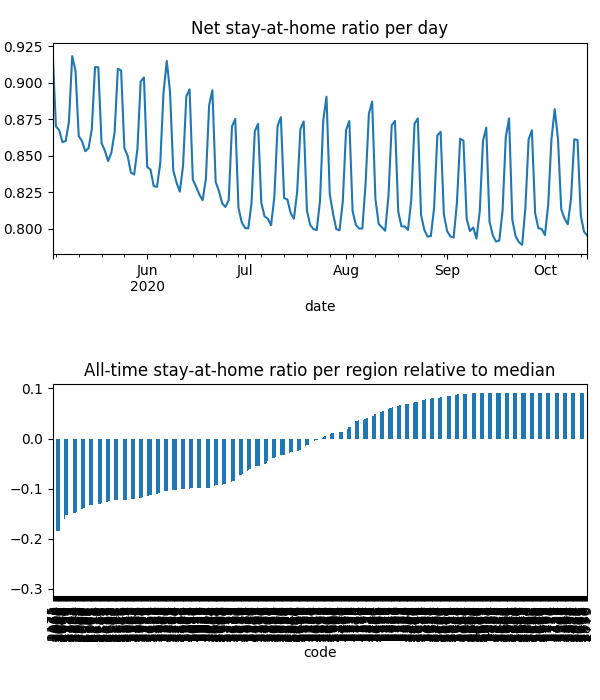 Net stay-at-home ratio per day
0.925
0.900
0.875
0.850
0.825
0.800
Jun Jul Aug Sep Oct
2020
date
All-time stay-at-home ratio per region relative to median
0.1
0.0
−0.1
−0.2
−0.3
code